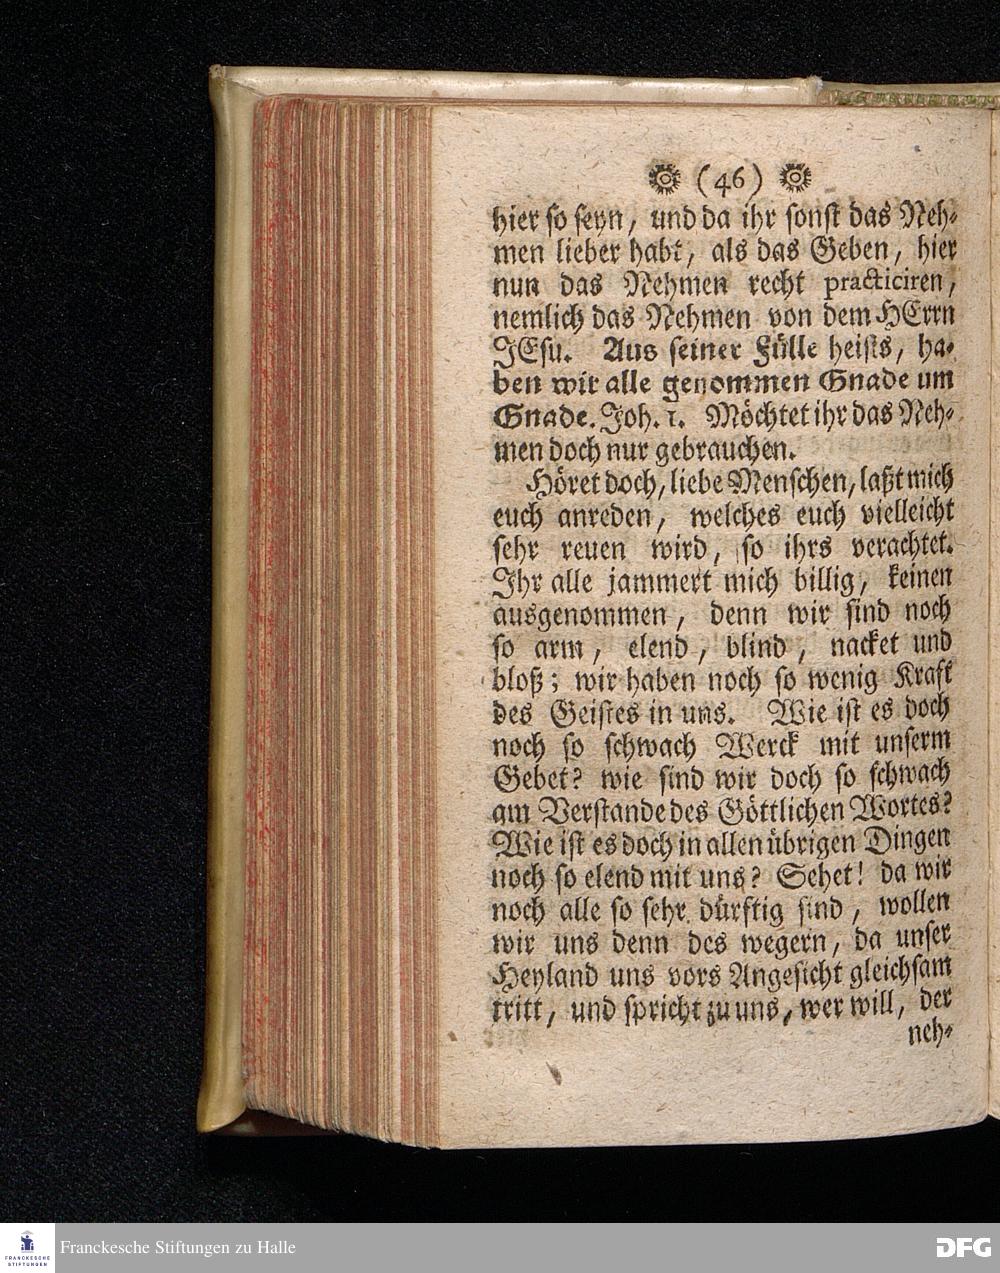 (46)
hier so seyn, und da ihr sonst das Neh-
men lieber habt, als das Geben, hier
nun das Nehmen recht practiciren,
nemlich das Nehmen von dem HErrn
JEsu. Aus seiner Fülle heists, ha-
ben wir alle genommen Gnade um
Gnade. Joh. 1. Möchtet ihr das Neh-
men doch nur gebrauchen.
Höret doch, liebe Menschen, laßt mich
euch anreden, welches euch vielleicht
sehr reuen wird, so ihrs verachtet.
Ihr alle jammert mich billig, keinen
ausgenommen, denn wir sind noch
so arm, elend, blind, nacket und
bloß; wir haben noch so wenig Kraft
des Geistes in uns. Wie ist es doch
noch so schwach Werck mit unserm
Gebet? wie sind wir doch so schwach
am Verstande des Göttlichen Wortes?
Wie ist es doch in allen übrigen Dingen
noch so elend mit uns? Sehet! da wir
noch alle so sehr dürftig sind, wollen
wir uns denn des wegern, da unser
Heyland uns vors Angesicht gleichsam
tritt, und spricht zu uns, wer will, der
neh-
FRANCKESCHE
STIFTUNGEN
Franckesche Stiftungen zu Halle
DFG